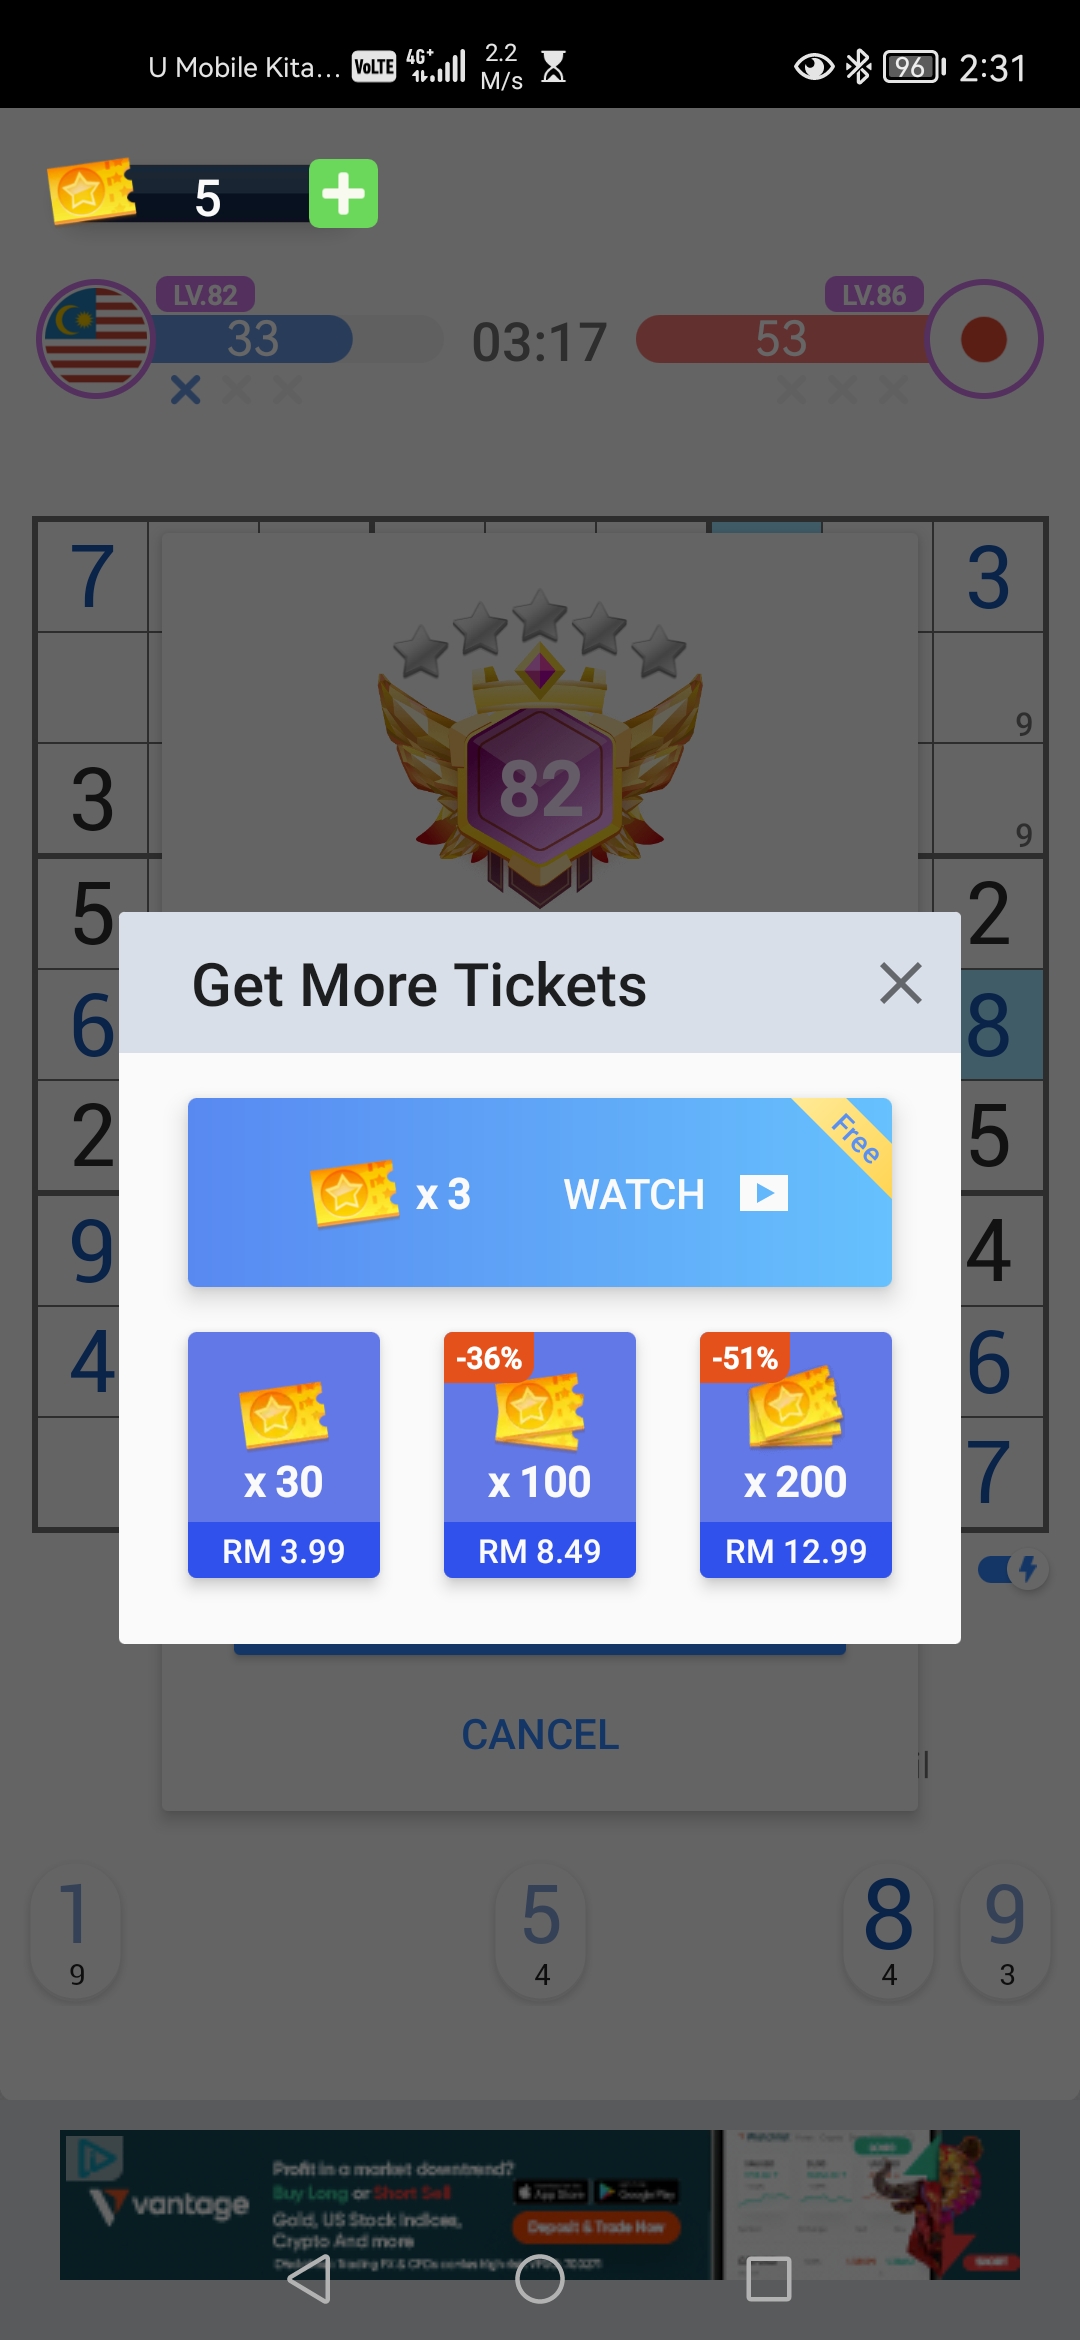 U Mobile Kita... VoLTE 4G+ 2.2 M/s 96 2:31
5
LV.82 LV.86
33 03:17 53
7 3
9
3
9
82
5 2
Get More Tickets
6 8
x 3 WATCH Free
2 5
9 4
-36% -51%
4 6
x 30 x 100 x 200
7
RM 3.99 RM 8.49 RM 12.99
CANCEL
il
1 5 8 9
9 4 4 3
Profit in a market downtrend?
vantage
Buy Long or Short Sell
App Store Google Play
Gold, US Stock Indices,
Crypto And more
Deposit & Trade Now